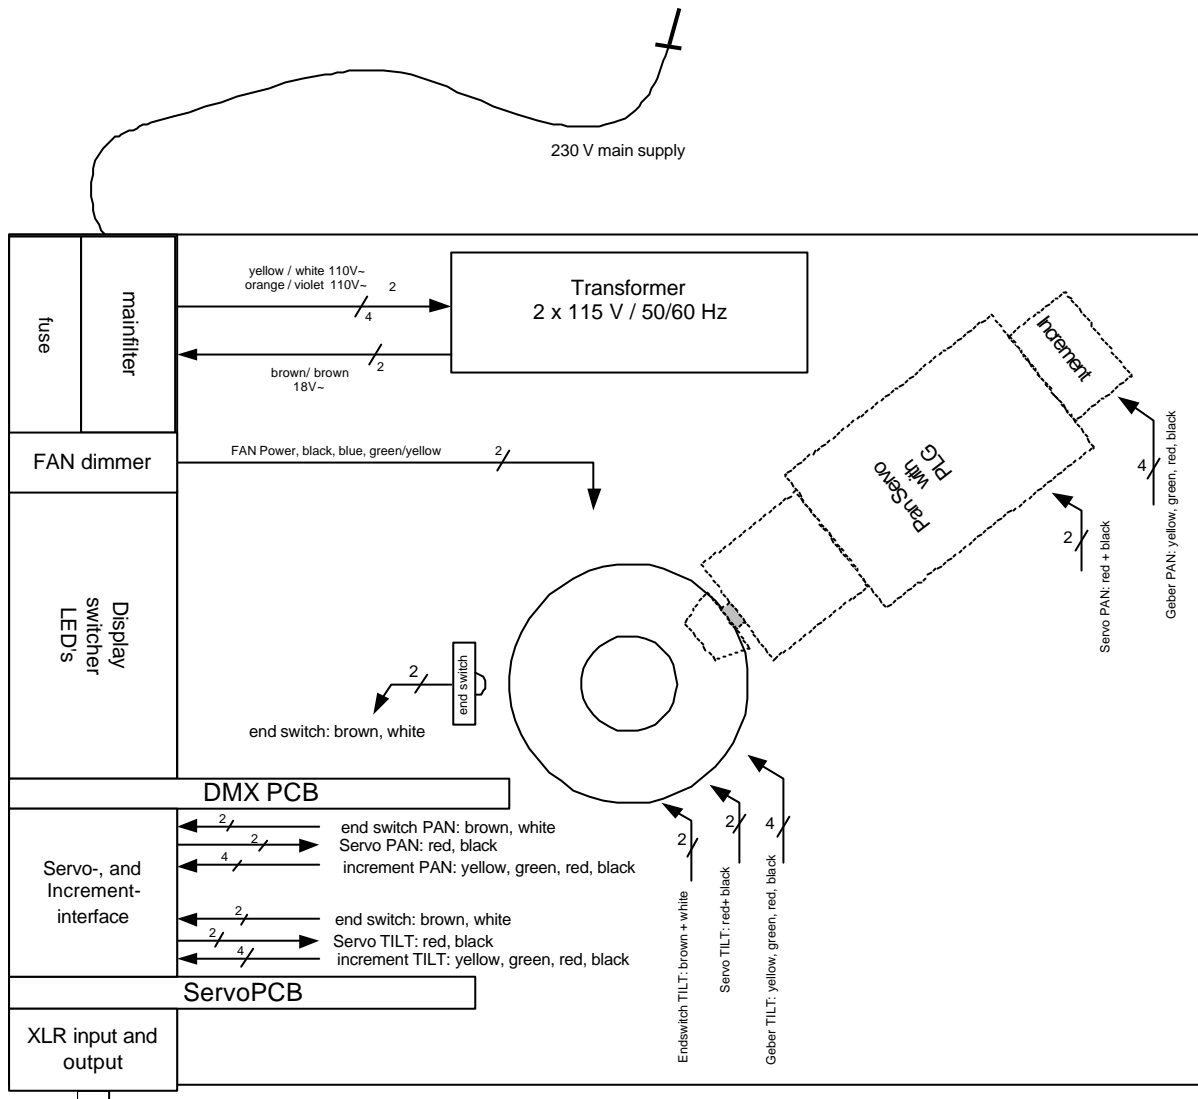 230 V main supply
fuse
mainfilter
yellow / white 110V~
orange / violet  110V~
2
4
Transformer
2 x 115 V / 50/60 Hz
2
brown/ brown
18V~
Increment
FAN dimmer
FAN Power, black, blue, green/yellow
2
Pan Servo
with
PLG
4
Geber PAN: yellow, green, red, black
2
Servo PAN: red + black
Display
switcher
LED's
2
end switch
end switch: brown, white
DMX PCB
Servo-, and
Increment-
interface
2
end switch PAN: brown, white
2
Servo PAN: red, black
4
increment PAN: yellow, green, red, black
2
end switch: brown, white
2
Servo TILT: red, black
4
increment TILT: yellow, green, red, black
2
Endswitch TILT: brown + white
2
Servo TILT: red+ black
4
Geber TILT: yellow, green, red, black
ServoPCB
XLR input and
output